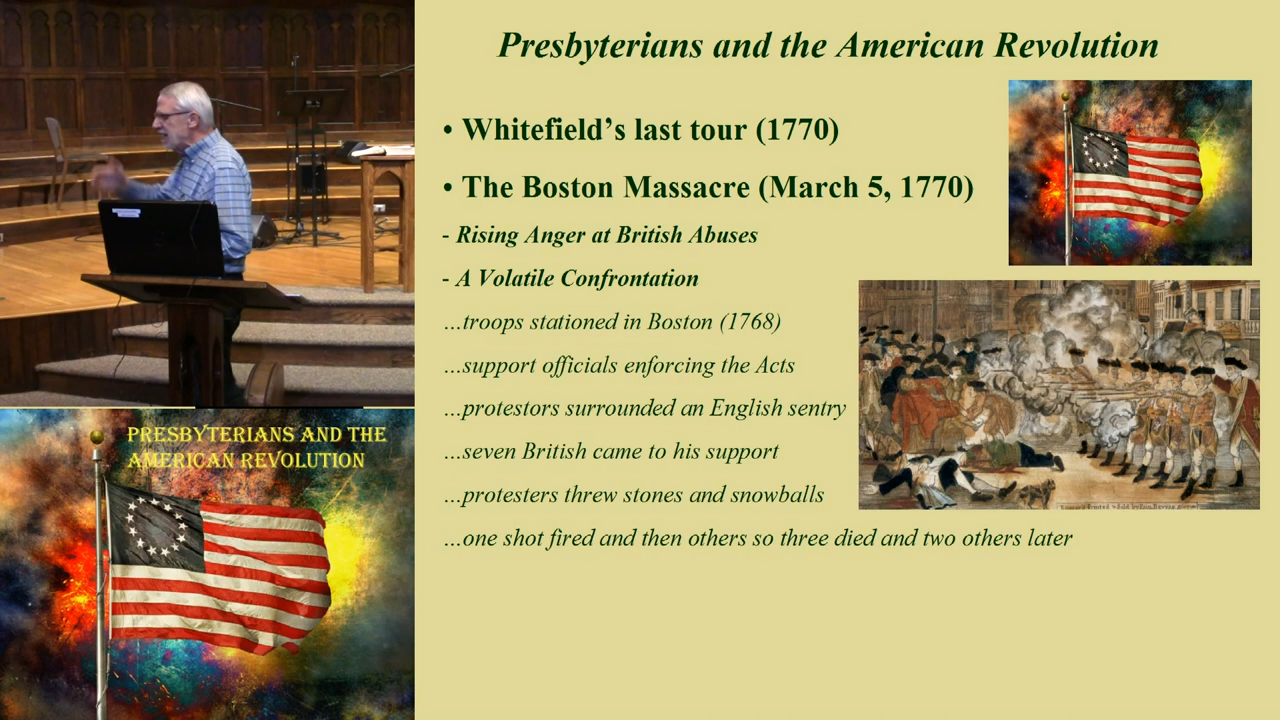 Presbyterians and the American Revolution
• Whitefield’s last tour (1770)
• The Boston Massacre (March 5, 1770)
- Rising Anger at British Abuses
- A Volatile Confrontation
...troops stationed in Boston (1768)
...support officials enforcing the Acts
...protestors surrounded an English sentry
...seven British came to his support
...protesters threw stones and snowballs
...one shot fired and then others so three died and two others later
PRESBYTERIANS AND THE
AMERICAN REVOLUTION